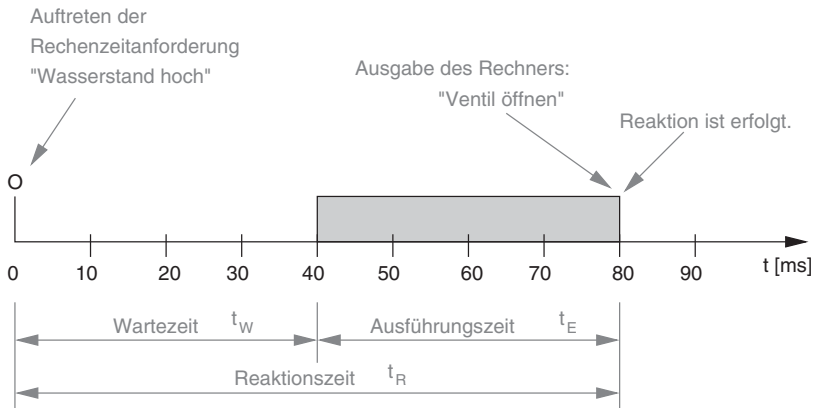 Auftreten der
Rechenzeitanforderung
"Wasserstand hoch"
Ausgabe des Rechners:
"Ventil öffnen"
Reaktion ist erfolgt.
O
0 10 20 30 40 50 60 70 80 90 t [ms]
Wartezeit t_W Ausführungszeit t_E
Reaktionszeit t_R